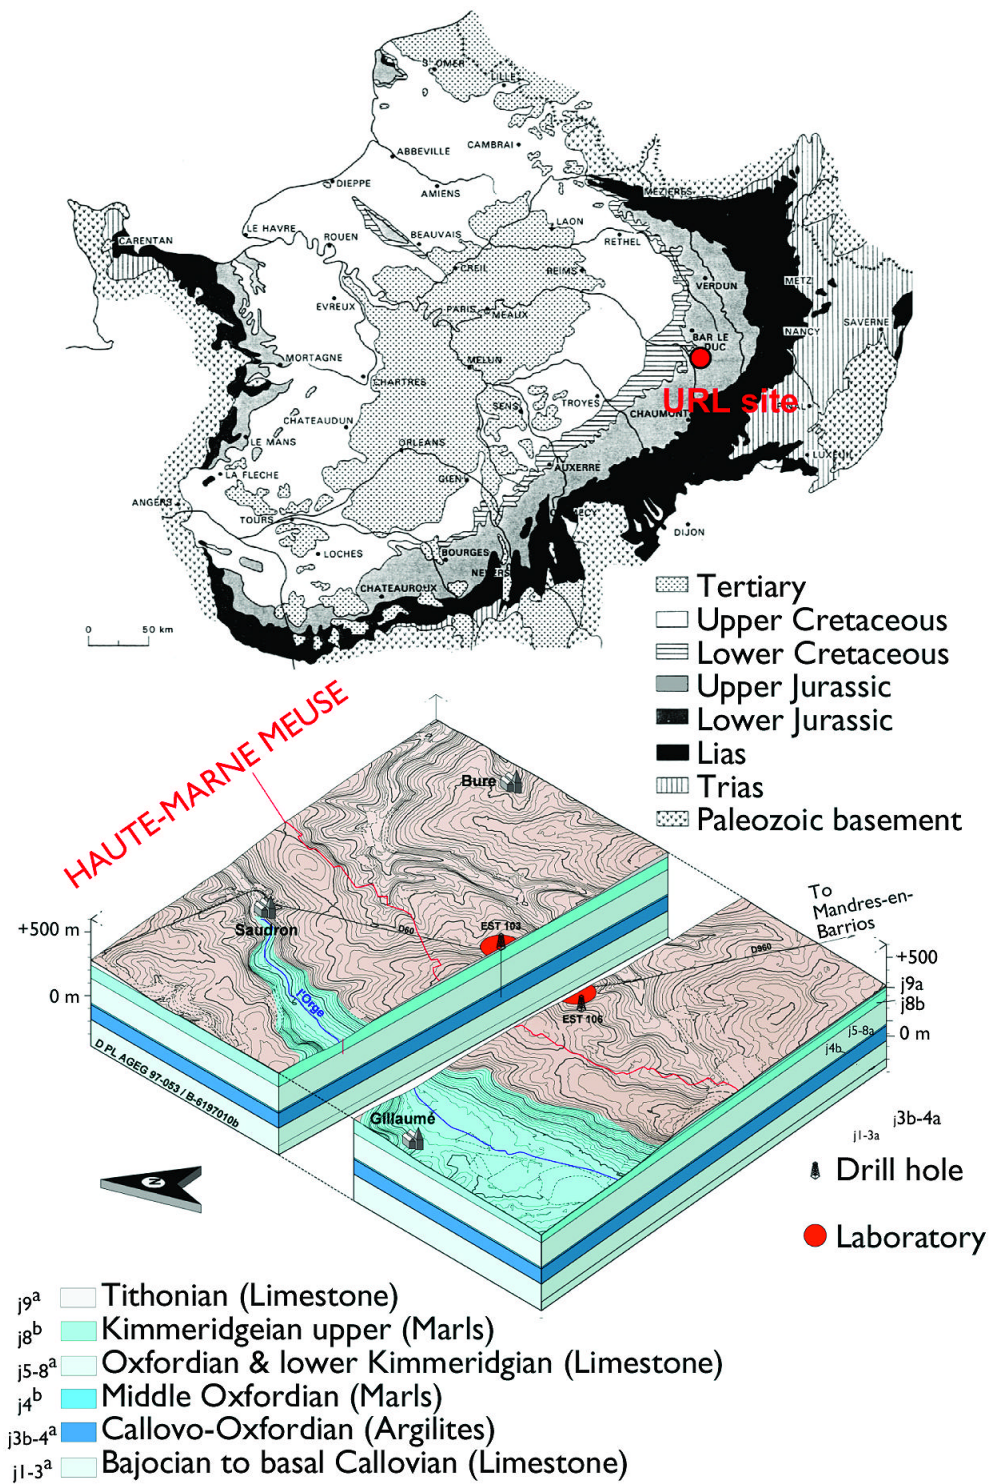 ST OMER
LILLE
ABBEVILLE
CAMBRAI
DIEPPE
AMIENS
MEZIERES
LE HAVRE
ROUEN
BEAUVAIS
LAON
RETHEL
CARENTAN
CREIL
REIMS
VERDUN
METZ
EVREUX
PARIS
MEAUX
BAR LE
DUC
NANCY
SAVERNE
MORTAGNE
MELUN
CHARTRES
URL site
SENS
TROYES
CHAUMONT
CHATEAUDUN
LE MANS
ORLEANS
LA FLECHE
GIEN
AUXERRE
LUXEUIL
ANGERS
TOURS
DIJON
LOCHES
BOURGES
NEVERS
CHATEAUROUX
0 50 km
Tertiary
Upper Cretaceous
Lower Cretaceous
Upper Jurassic
Lower Jurassic
Lias
Trias
Paleozoic basement
HAUTE-MARNE MEUSE
Bure
Saudron
EST 103
D60
l'Orge
+500 m
0 m
D PL AGEG 97-053 / B-6197010b
To
Mandres-en-
Barrios
D960
EST 106
+500
j9a
j8b
j5-8a
0 m
j4b
j3b-4a
j1-3a
Gillaumé
N
Drill hole
Laboratory
j9a Tithonian (Limestone)
j8b Kimmeridgeian upper (Marls)
j5-8a Oxfordian & lower Kimmeridgian (Limestone)
j4b Middle Oxfordian (Marls)
j3b-4a Callovo-Oxfordian (Argilites)
j1-3a Bajocian to basal Callovian (Limestone)